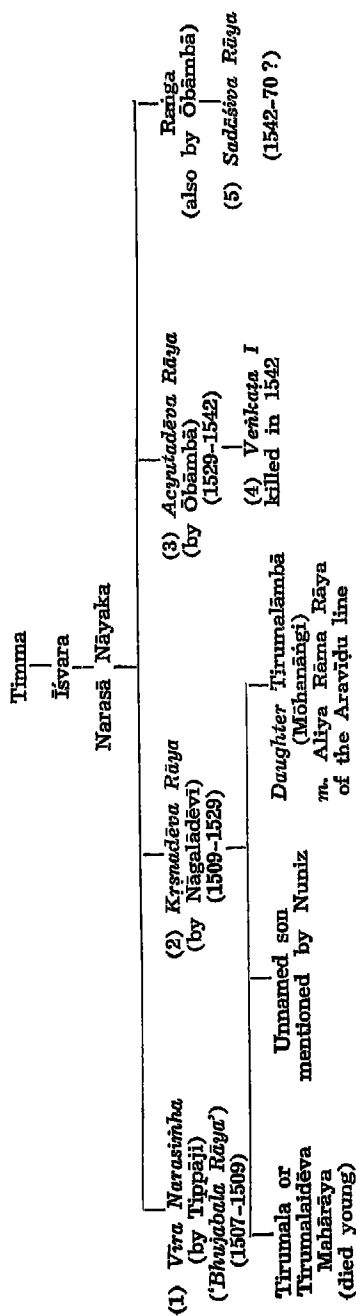 Timma
Īśvara
Narasā Nāyaka
(1) Vīra Narasiṁha
(by Tippāji)
('Bhujabala Rāya')
(1507–1509)
(2) Kṛṣṇadēva Rāya
(by Nāgalādēvi)
(1509–1529)
(3) Acyutadēva Rāya
(by Ōbāmbā)
(1529–1542)
Raṅga
(also by Ōbāmbā)
(4) Veṅkaṭa I
killed in 1542
(5) Sadāśiva Rāya
(1542–70 ?)
Tirumala or
Tirumalaidēva
Mahārāya
(died young)
Unnamed son
mentioned by Nuniz
Daughter Tirumalāmbā
(Mōhanāṅgi)
m. Aliya Rāma Rāya
of the Aravīḍu line